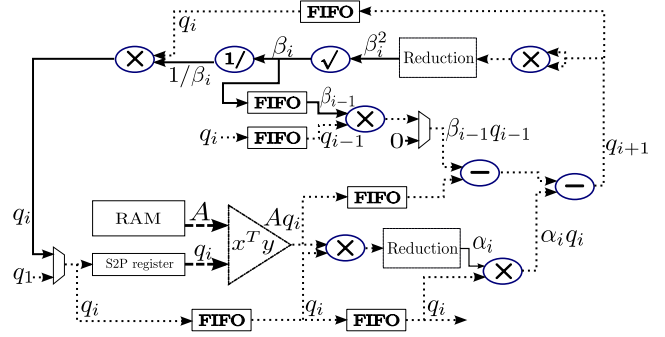 FIFO
q_i
×
1/
β_i
√
β_i^2
Reduction
×
1/β_i
FIFO
β_{i−1}
×
q_i
FIFO
q_{i−1}
0
β_{i−1}q_{i−1}
q_{i+1}
−
−
FIFO
RAM
A
Aq_i
q_i
x^T y
×
Reduction
α_i
α_i q_i
q_1
S2P register
q_i
×
q_i
FIFO
q_i
FIFO
q_i